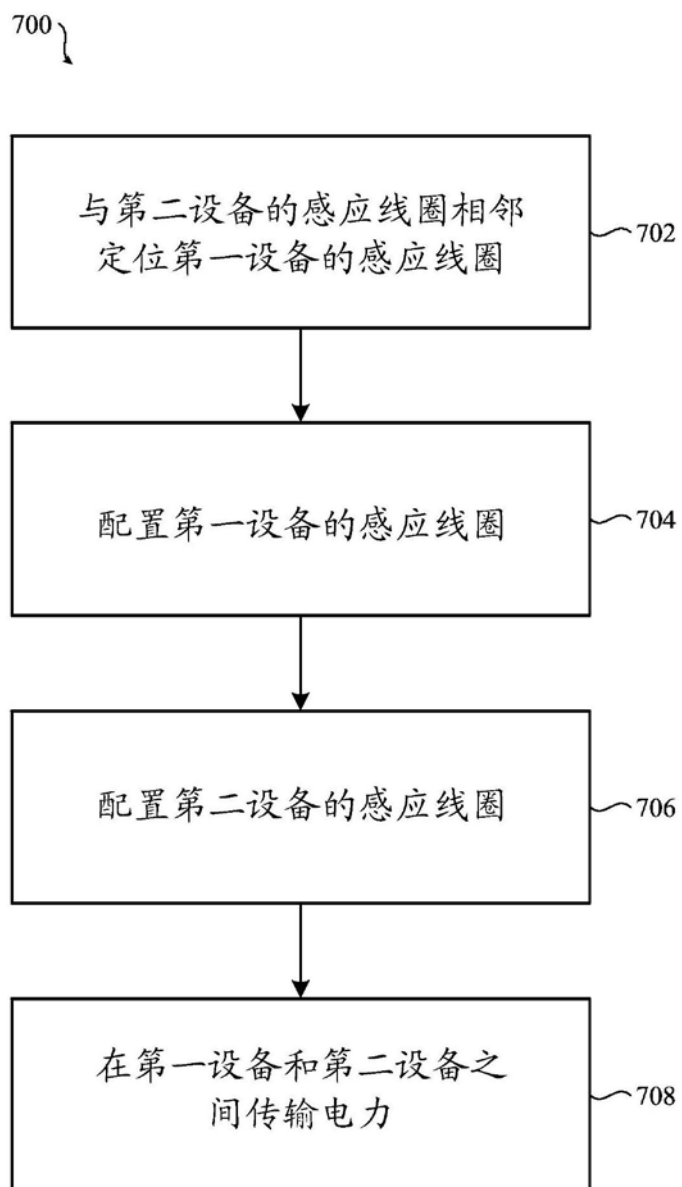 700
与第二设备的感应线圈相邻
定位第一设备的感应线圈
702
配置第一设备的感应线圈
704
配置第二设备的感应线圈
706
在第一设备和第二设备之
间传输电力
708